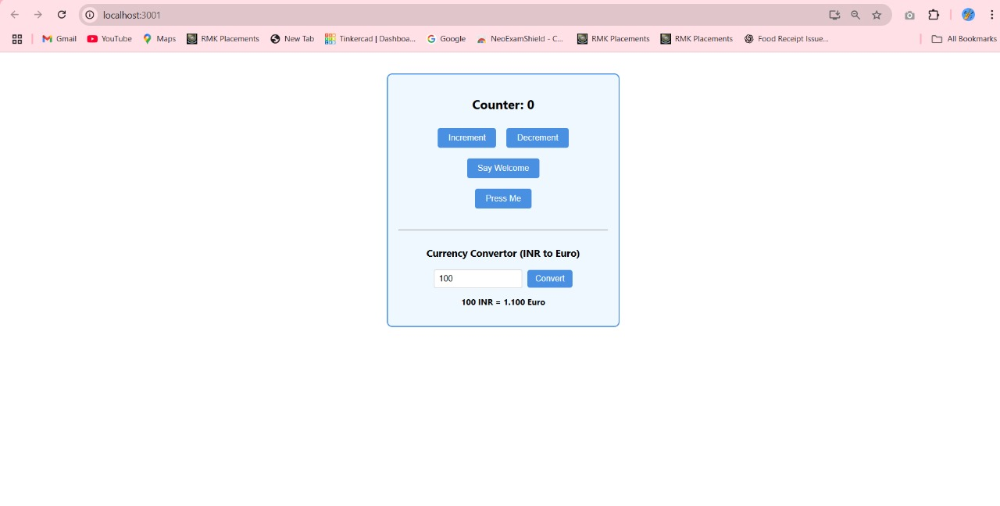 localhost:3001
Gmail YouTube Maps RMK Placements New Tab Tinkercad | Dashboa... Google NeoExamShield - C... RMK Placements RMK Placements Food Receipt Issue... All Bookmarks
Counter: 0
Increment Decrement
Say Welcome
Press Me
Currency Convertor (INR to Euro)
100 Convert
100 INR = 1.100 Euro